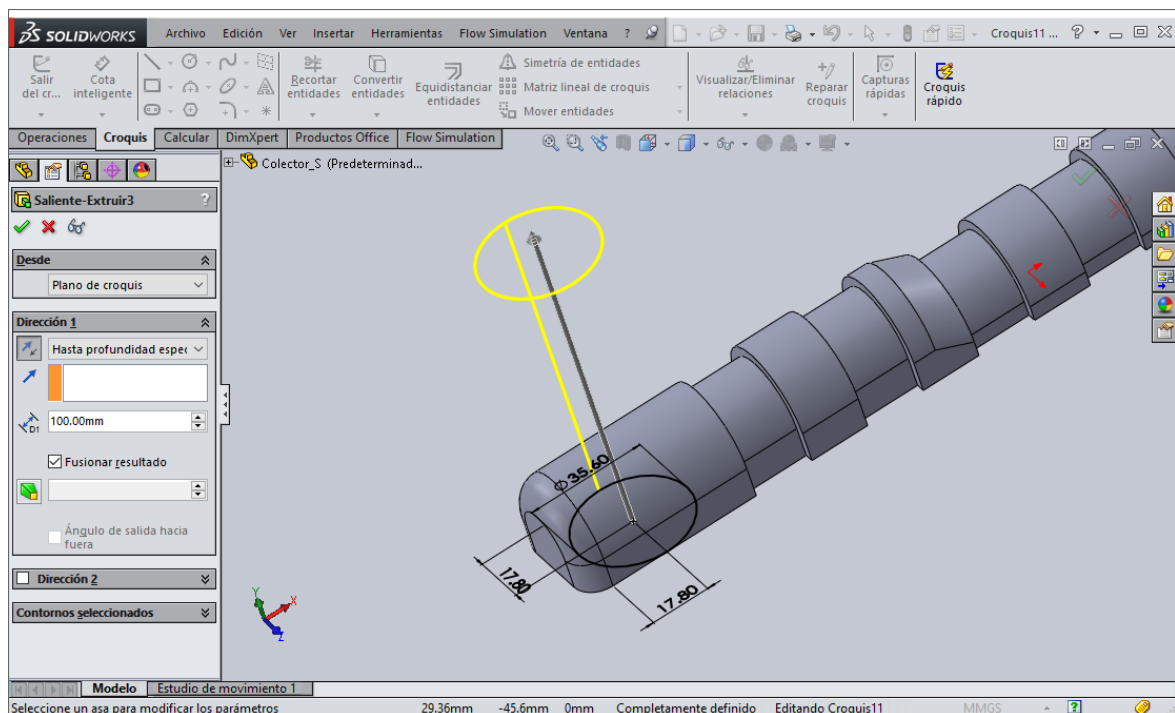 SOLIDWORKS Archivo Edición Ver Insertar Herramientas Flow Simulation Ventana ? Croquis11 ... ?
Salir del cr...
Cota inteligente
Recortar entidades
Convertir entidades
Equidistanciar entidades
Simetría de entidades
Matriz lineal de croquis
Mover entidades
Visualizar/Eliminar relaciones
Reparar croquis
Capturas rápidas
Croquis rápido
Operaciones Croquis Calcular DimXpert Productos Office Flow Simulation
Colector_S (Predeterminad...
Saliente-Extruir3 ?
Desde
Plano de croquis
Dirección 1
Hasta profundidad espec
D1 100.00mm
Fusionar resultado
Ángulo de salida hacia
fuera
Dirección 2
Contornos seleccionados
Ø35.60
17.80
17.80
Y
X
Z
Modelo Estudio de movimiento 1
Seleccione un asa para modificar los parámetros 29.36mm -45.6mm 0mm Completamente definido Editando Croquis11 MMGS ?